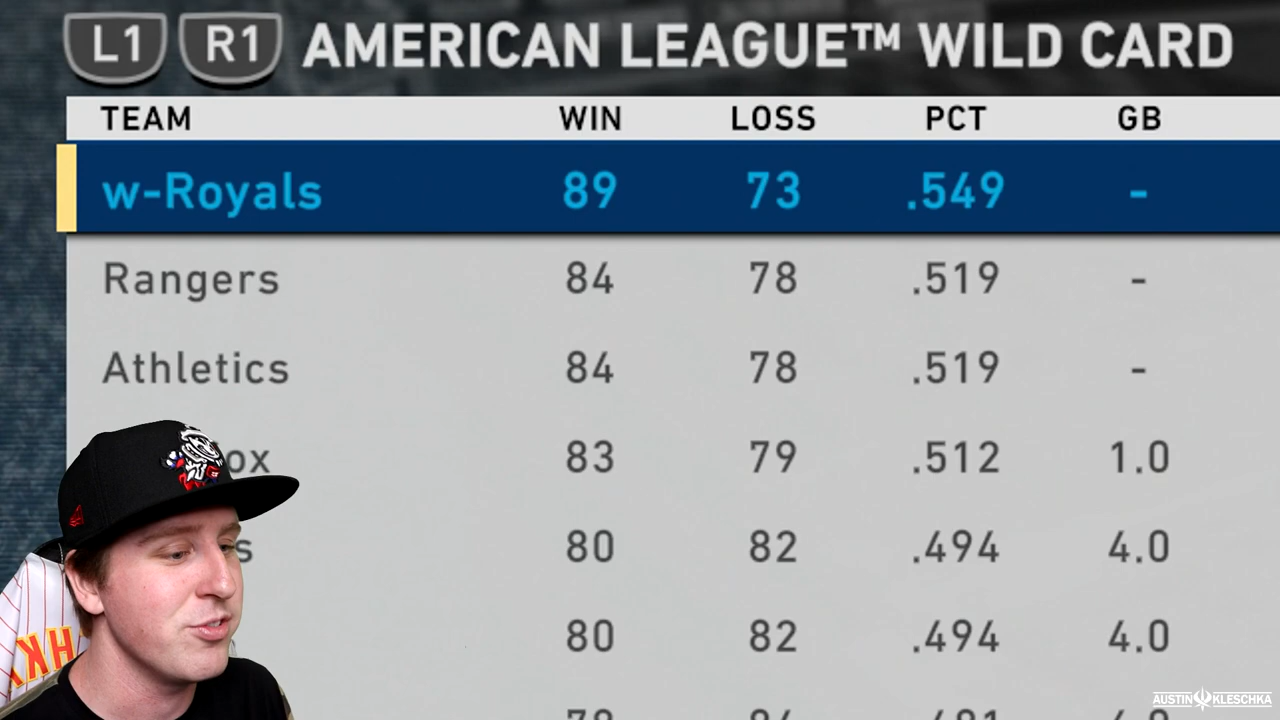 L1 R1 AMERICAN LEAGUE™ WILD CARD
TEAM WIN LOSS PCT GB
w-Royals 89 73 .549 -
Rangers 84 78 .519 -
Athletics 84 78 .519 -
83 79 .512 1.0
80 82 .494 4.0
80 82 .494 4.0
AUSTIN KLESCHKA